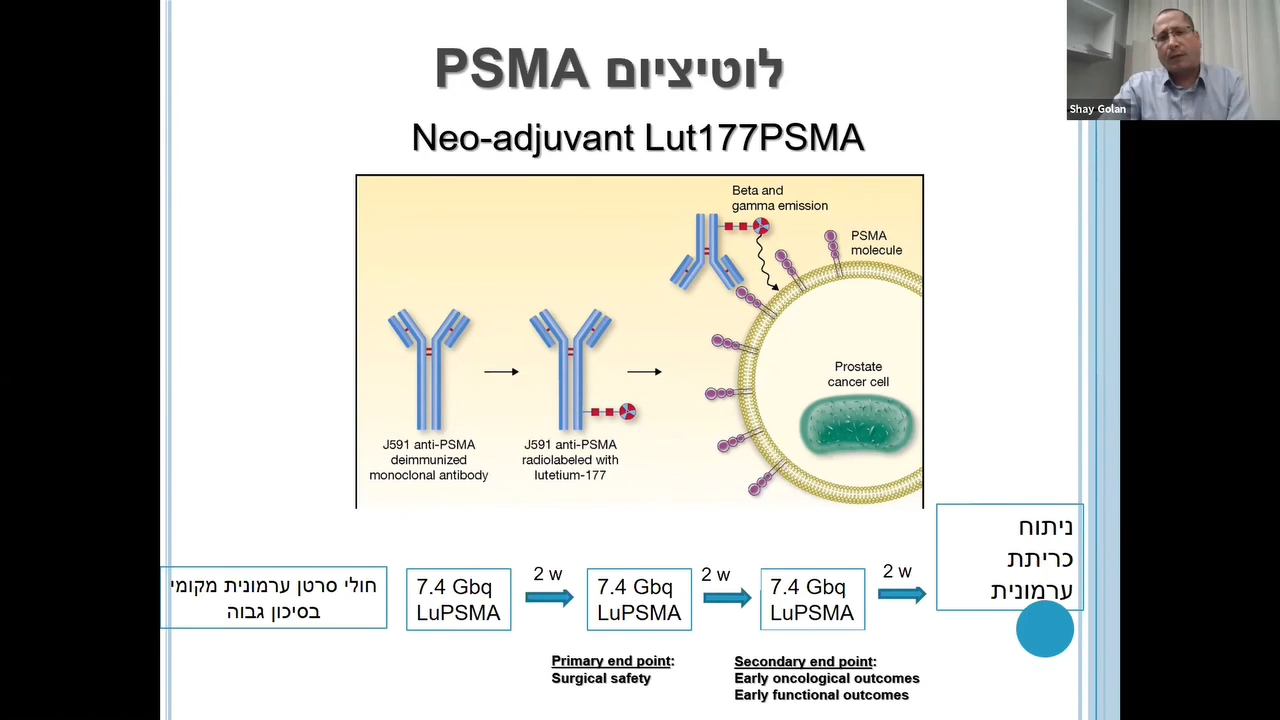 לוטיציום PSMA
Neo-adjuvant Lut177PSMA
Shay Golan
Beta and
gamma emission
PSMA
molecule
Prostate
cancer cell
J591 anti-PSMA
deimmunized
monoclonal antibody
J591 anti-PSMA
radiolabeled with
lutetium-177
חולי סרטן ערמונית מקומי
בסיכון גבוה
7.4 Gbq
LuPSMA
2 w
7.4 Gbq
LuPSMA
2 w
7.4 Gbq
LuPSMA
2 w
ניתוח
כריתת
ערמונית
Primary end point:
Surgical safety
Secondary end point:
Early oncological outcomes
Early functional outcomes